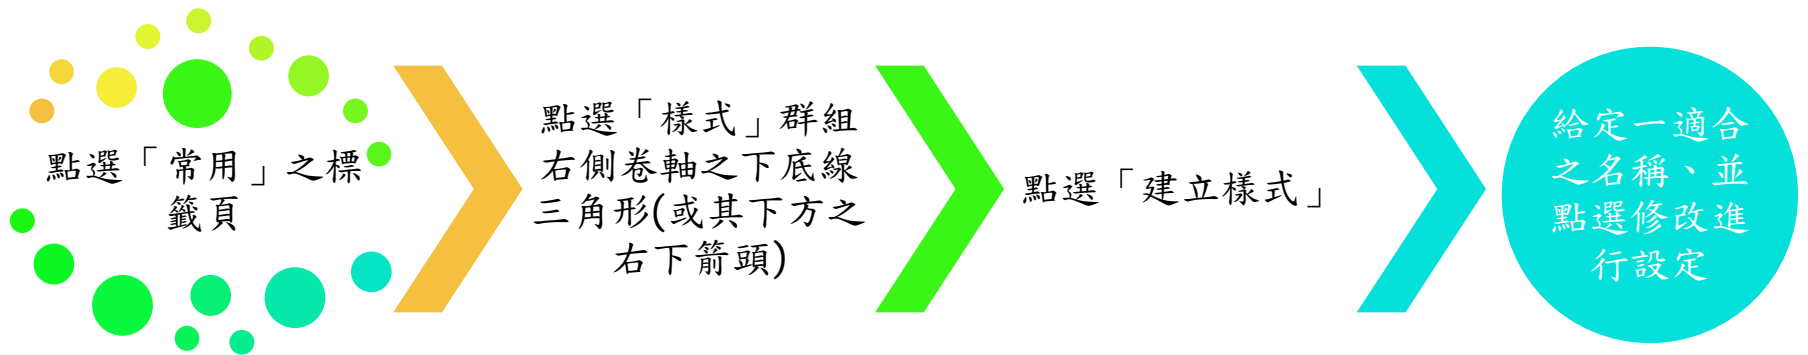 點選「常用」之標
籤頁
點選「樣式」群組
右側卷軸之下底線
三角形(或其下方之
右下箭頭)
點選「建立樣式」
給定一適合
之名稱、並
點選修改進
行設定